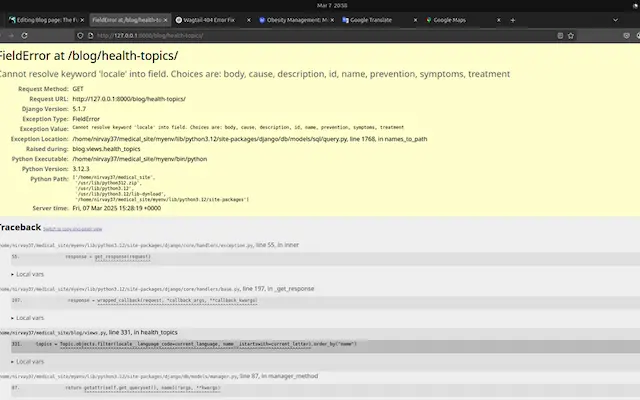 Mar 7 20:58
Editing Blog page: The Fu
FieldError at /blog/health-to
Wagtail 404 Error Fix
Obesity Management: M
Google Translate
Google Maps
http://127.0.0.1:8000/blog/health-topics/
FieldError at /blog/health-topics/
Cannot resolve keyword 'locale' into field. Choices are: body, cause, description, id, name, prevention, symptoms, treatment
Request Method: GET
Request URL: http://127.0.0.1:8000/blog/health-topics/
Django Version: 5.1.7
Exception Type: FieldError
Exception Value: Cannot resolve keyword 'locale' into field. Choices are: body, cause, description, id, name, prevention, symptoms, treatment
Exception Location: /home/nirvay37/medical_site/myenv/lib/python3.12/site-packages/django/db/models/sql/query.py, line 1768, in names_to_path
Raised during: blog.views.health_topics
Python Executable: /home/nirvay37/medical_site/myenv/bin/python
Python Version: 3.12.3
Python Path: ['/home/nirvay37/medical_site',
'/usr/lib/python312.zip',
'/usr/lib/python3.12',
'/usr/lib/python3.12/lib-dynload',
'/home/nirvay37/medical_site/myenv/lib/python3.12/site-packages']
Server time: Fri, 07 Mar 2025 15:28:19 +0000
Traceback Switch to copy-and-paste view
/home/nirvay37/medical_site/myenv/lib/python3.12/site-packages/django/core/handlers/exception.py, line 55, in inner
55. response = get_response(request)
▸ Local vars
/home/nirvay37/medical_site/myenv/lib/python3.12/site-packages/django/core/handlers/base.py, line 197, in _get_response
197. response = wrapped_callback(request, *callback_args, **callback_kwargs)
▸ Local vars
/home/nirvay37/medical_site/blog/views.py, line 331, in health_topics
331. topics = Topic.objects.filter(locale__language_code=current_language, name__istartswith=current_letter).order_by("name")
▸ Local vars
/home/nirvay37/medical_site/myenv/lib/python3.12/site-packages/django/db/models/manager.py, line 87, in manager_method
87. return getattr(self.get_queryset(), name)(*args, **kwargs)